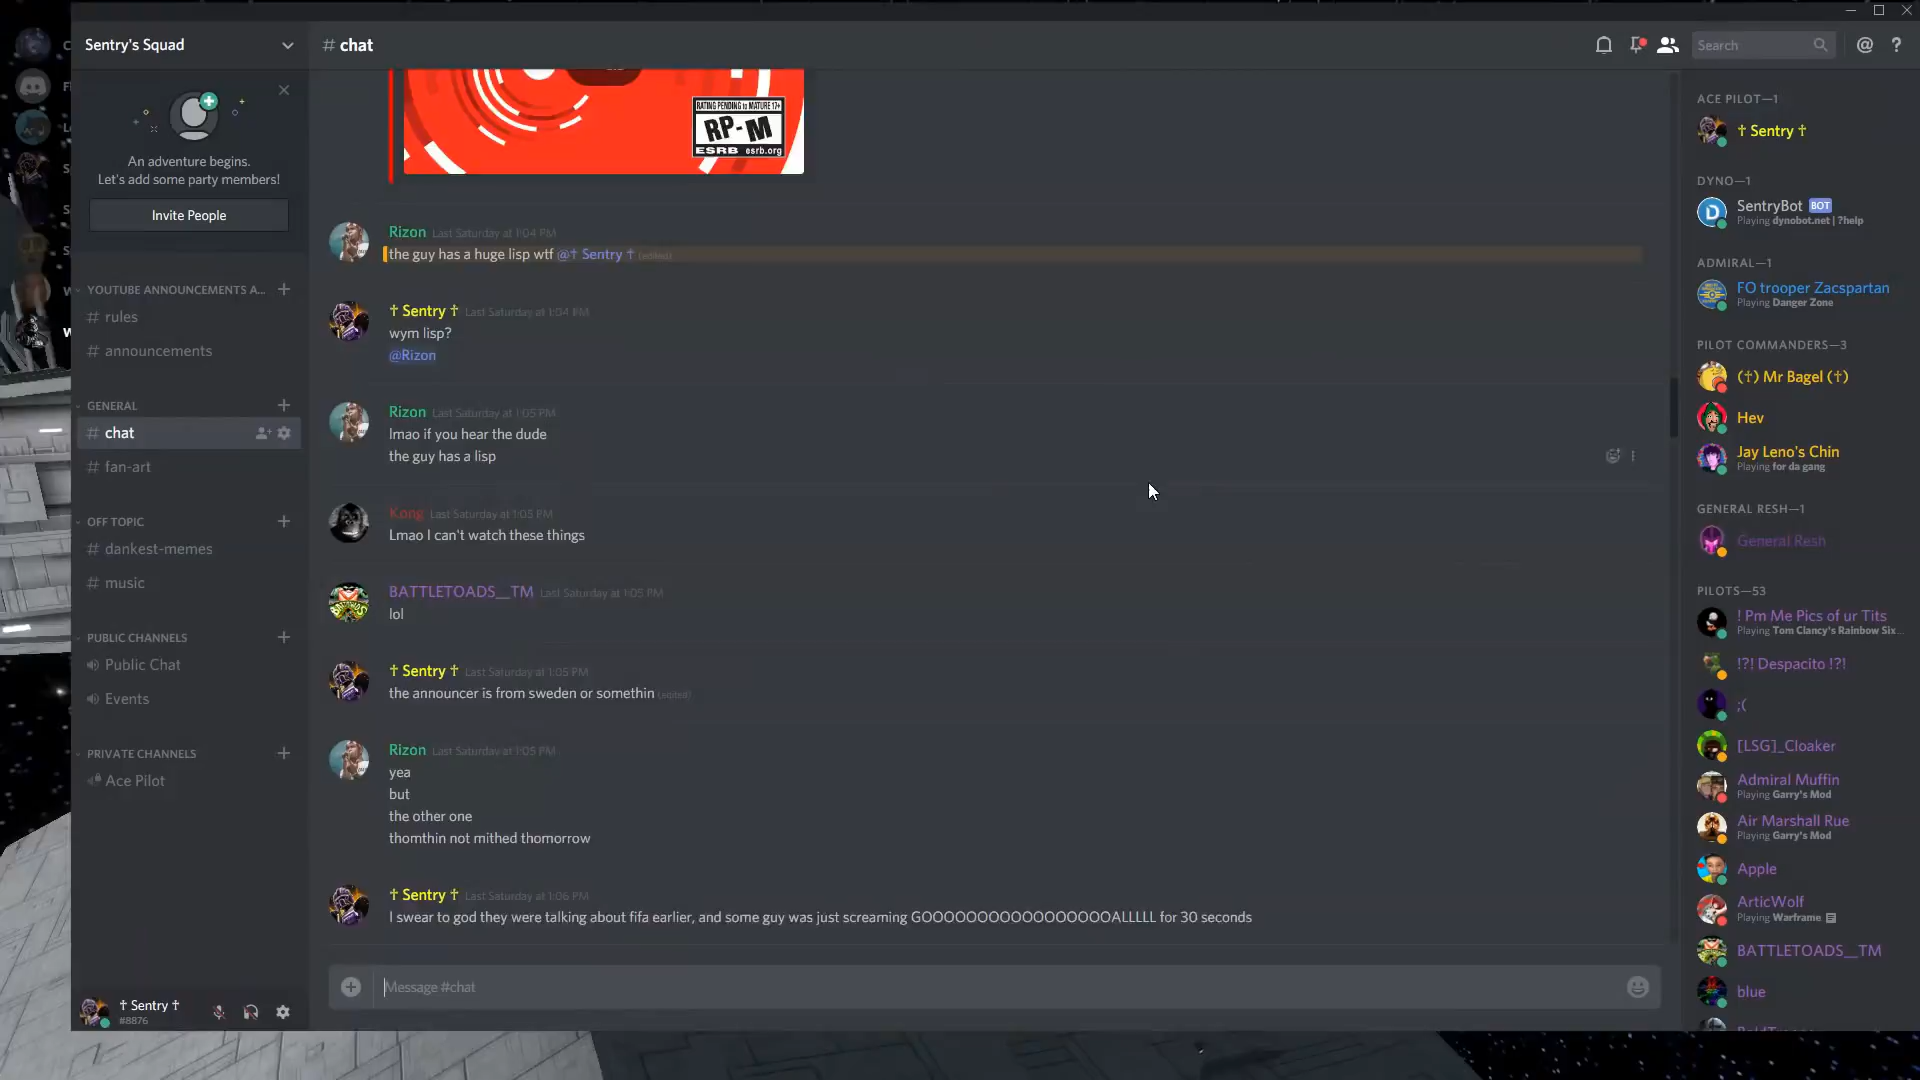 Sentry's Squad
An adventure begins.
Let's add some party members!
Invite People
YOUTUBE ANNOUNCEMENTS A...
# rules
# announcements
GENERAL
# chat
# fan-art
OFF TOPIC
# dankest-memes
# music
PUBLIC CHANNELS
Public Chat
Events
PRIVATE CHANNELS
Ace Pilot
† Sentry †
#8876
# chat
Search
@ ?
RATING PENDING to MATURE 17+
RP-M
ESRB esrb.org
Rizon Last Saturday at 1:04 PM
the guy has a huge lisp wtf @† Sentry † (edited)
† Sentry † Last Saturday at 1:04 PM
wym lisp?
@Rizon
Rizon Last Saturday at 1:05 PM
lmao if you hear the dude
the guy has a lisp
Kong Last Saturday at 1:05 PM
Lmao I can't watch these things
BATTLETOADS__TM Last Saturday at 1:05 PM
lol
† Sentry † Last Saturday at 1:05 PM
the announcer is from sweden or somethin (edited)
Rizon Last Saturday at 1:05 PM
yea
but
the other one
thomthin not mithed thomorrow
† Sentry † Last Saturday at 1:06 PM
I swear to god they were talking about fifa earlier, and some guy was just screaming GOOOOOOOOOOOOOOOOOALLLLL for 30 seconds
Message #chat
ACE PILOT—1
† Sentry †
DYNO—1
SentryBot BOT
Playing dynobot.net | ?help
ADMIRAL—1
FO trooper Zacspartan
Playing Danger Zone
PILOT COMMANDERS—3
(†) Mr Bagel (†)
Hev
Jay Leno's Chin
Playing for da gang
GENERAL RESH—1
General Resh
PILOTS—53
! Pm Me Pics of ur Tits
Playing Tom Clancy's Rainbow Six...
!?! Despacito !?!
;(
[LSG]_Cloaker
Admiral Muffin
Playing Garry's Mod
Air Marshall Rue
Playing Garry's Mod
Apple
ArticWolf
Playing Warframe
BATTLETOADS__TM
blue